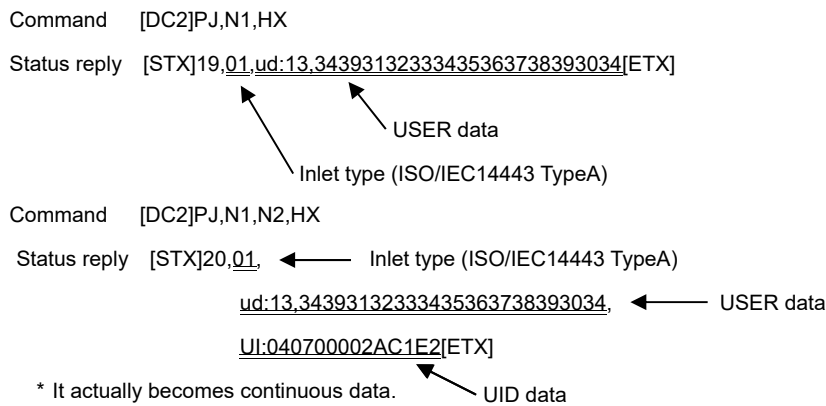 Command [DC2]PJ,N1,HX
Status reply [STX]19,01,ud:13,34393132333435363738393034[ETX]
USER data
Inlet type (ISO/IEC14443 TypeA)
Command [DC2]PJ,N1,N2,HX
Status reply [STX]20,01, Inlet type (ISO/IEC14443 TypeA)
ud:13,34393132333435363738393034, USER data
UI:040700002AC1E2[ETX]
* It actually becomes continuous data. UID data